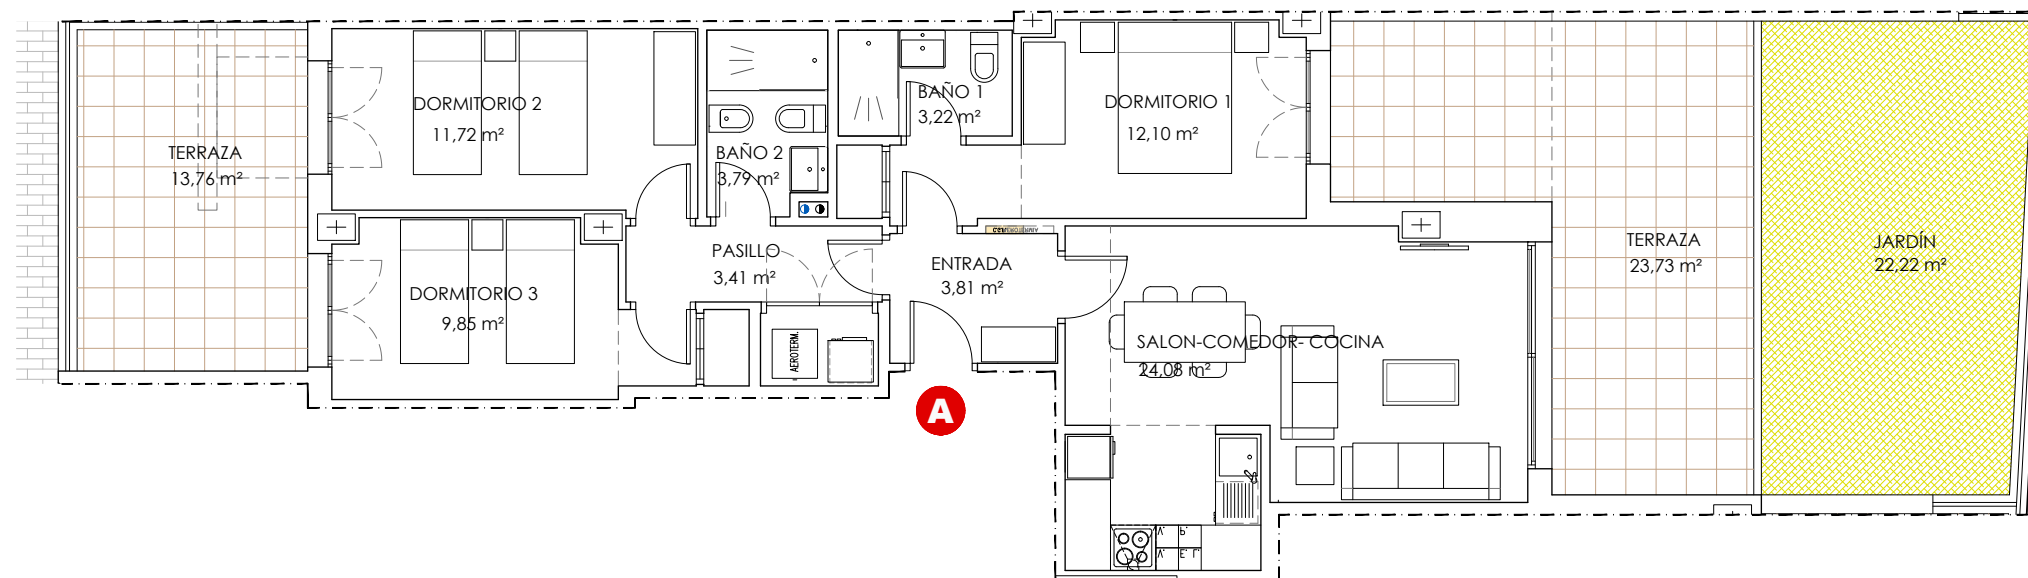 TERRAZA
13,76 m²
DORMITORIO 2
11,72 m²
DORMITORIO 3
9,85 m²
BAÑO 2
3,79 m²
PASILLO
3,41 m²
AEROTERM.
BAÑO 1
3,22 m²
ENTRADA
3,81 m²
A
DORMITORIO 1
12,10 m²
SALON-COMEDOR- COCINA
24,08 m²
TERRAZA
23,73 m²
JARDÍN
22,22 m²